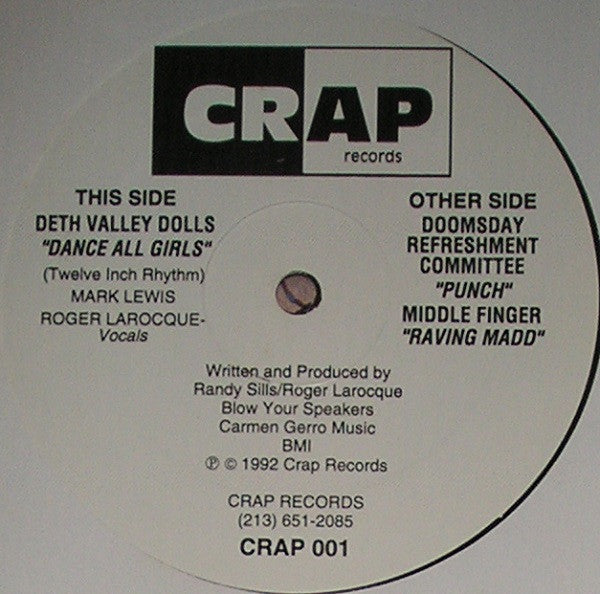 CRAP
records
THIS SIDE
DETH VALLEY DOLLS
"DANCE ALL GIRLS"
(Twelve Inch Rhythm)
MARK LEWIS
ROGER LAROCQUE-
Vocals
OTHER SIDE
DOOMSDAY
REFRESHMENT
COMMITTEE
"PUNCH"
MIDDLE FINGER
"RAVING MADD"
Written and Produced by
Randy Sills/Roger Larocque
Blow Your Speakers
Carmen Gerro Music
BMI
℗ © 1992 Crap Records
CRAP RECORDS
(213) 651-2085
CRAP 001